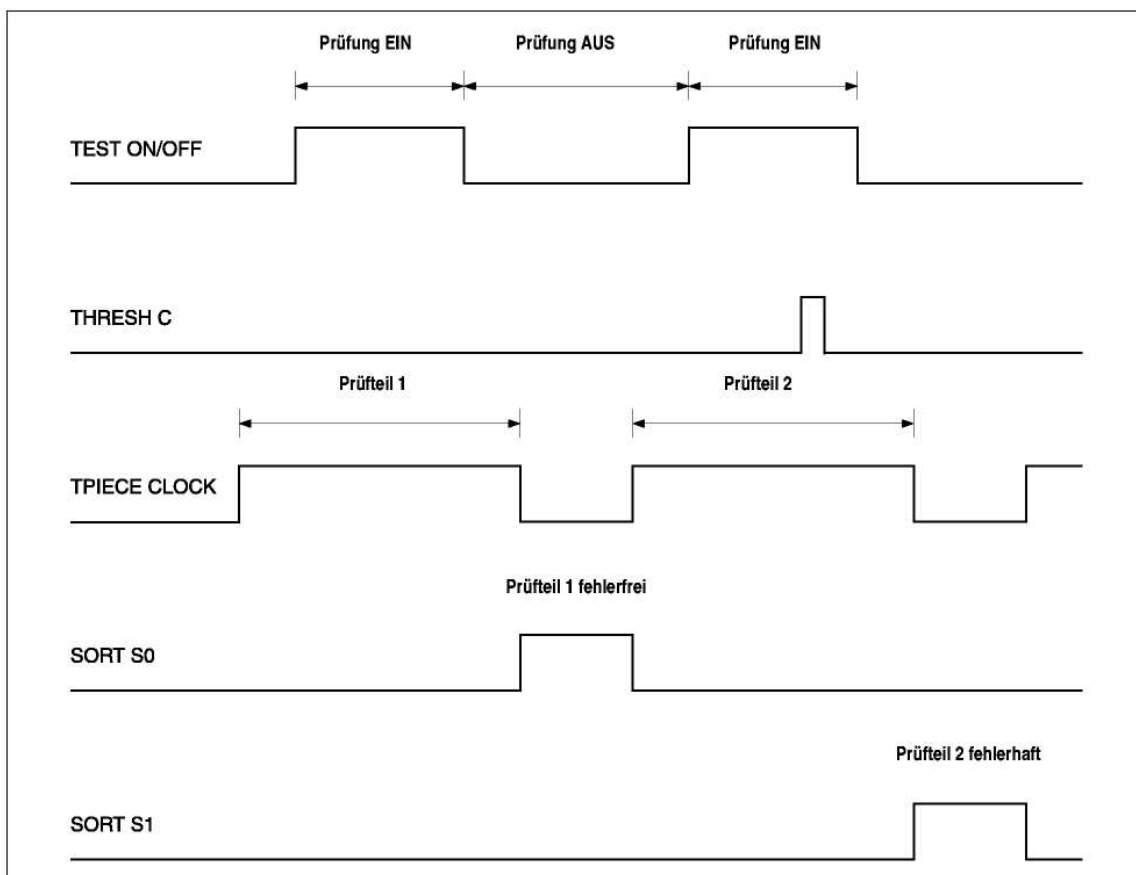 Prüfung EIN
Prüfung AUS
Prüfung EIN
TEST ON/OFF
THRESH C
Prüfteil 1
Prüfteil 2
TPIECE CLOCK
Prüfteil 1 fehlerfrei
SORT S0
Prüfteil 2 fehlerhaft
SORT S1